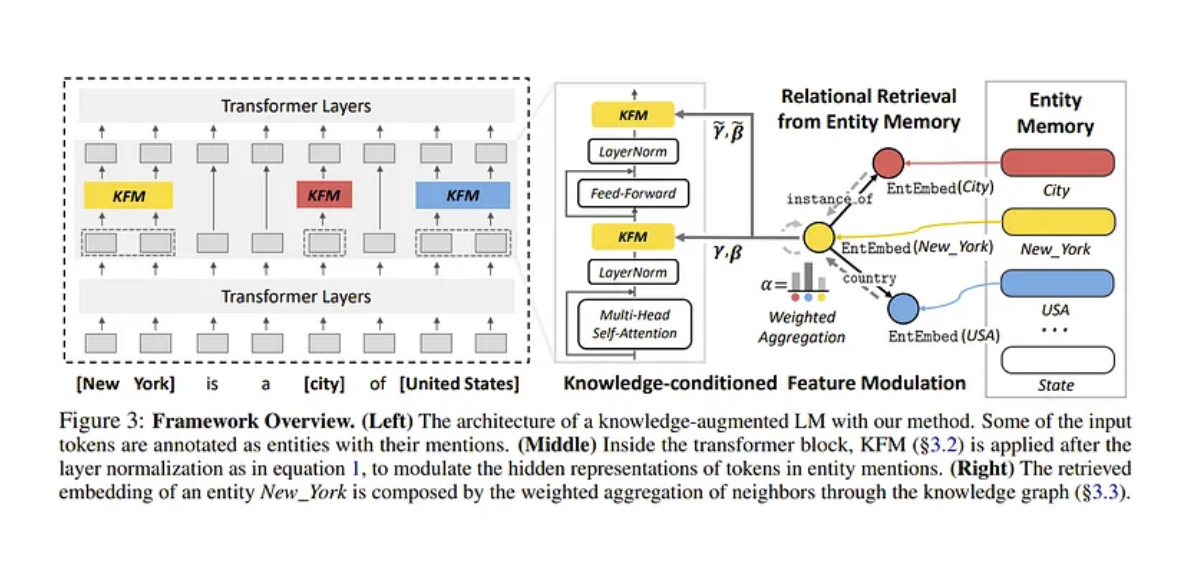 Transformer Layers
KFM
KFM
KFM
Transformer Layers
[New York] is a [city] of [United States]
KFM
LayerNorm
Feed-Forward
KFM
LayerNorm
Multi-Head
Self-Attention
γ̃, β̃
γ, β
Knowledge-conditioned Feature Modulation
Relational Retrieval
from Entity Memory
instance_of
EntEmbed(City)
EntEmbed(New_York)
country
α=
Weighted
Aggregation
EntEmbed(USA)
Entity
Memory
City
New_York
USA
...
State
Figure 3: Framework Overview. (Left) The architecture of a knowledge-augmented LM with our method. Some of the input
tokens are annotated as entities with their mentions. (Middle) Inside the transformer block, KFM (§3.2) is applied after the
layer normalization as in equation 1, to modulate the hidden representations of tokens in entity mentions. (Right) The retrieved
embedding of an entity New_York is composed by the weighted aggregation of neighbors through the knowledge graph (§3.3).